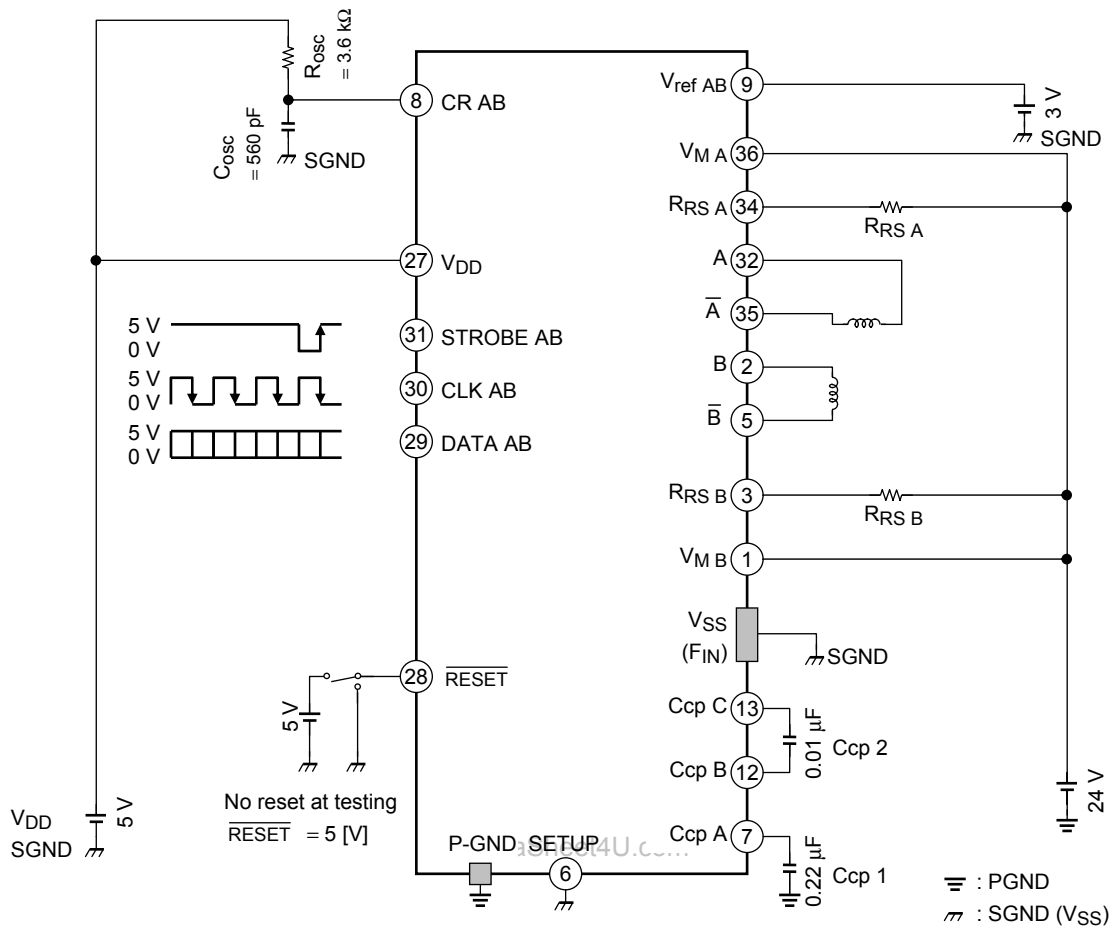 Rosc
= 3.6 kΩ
Cosc
= 560 pF
SGND
8 CR AB
27 VDD
5 V
0 V
31 STROBE AB
5 V
0 V
30 CLK AB
5 V
0 V
29 DATA AB
28 RESET
5 V
No reset at testing
RESET = 5 [V]
VDD
SGND
5 V
P-GND SETUP
6
Vref AB 9
3 V
SGND
VM A 36
RRS A 34
RRS A
A 32
A 35
B 2
B 5
RRS B 3
RRS B
VM B 1
VSS
(FIN)
SGND
Ccp C 13
0.01 μF
Ccp 2
Ccp B 12
Ccp A 7
0.22 μF
Ccp 1
24 V
: PGND
: SGND (VSS)